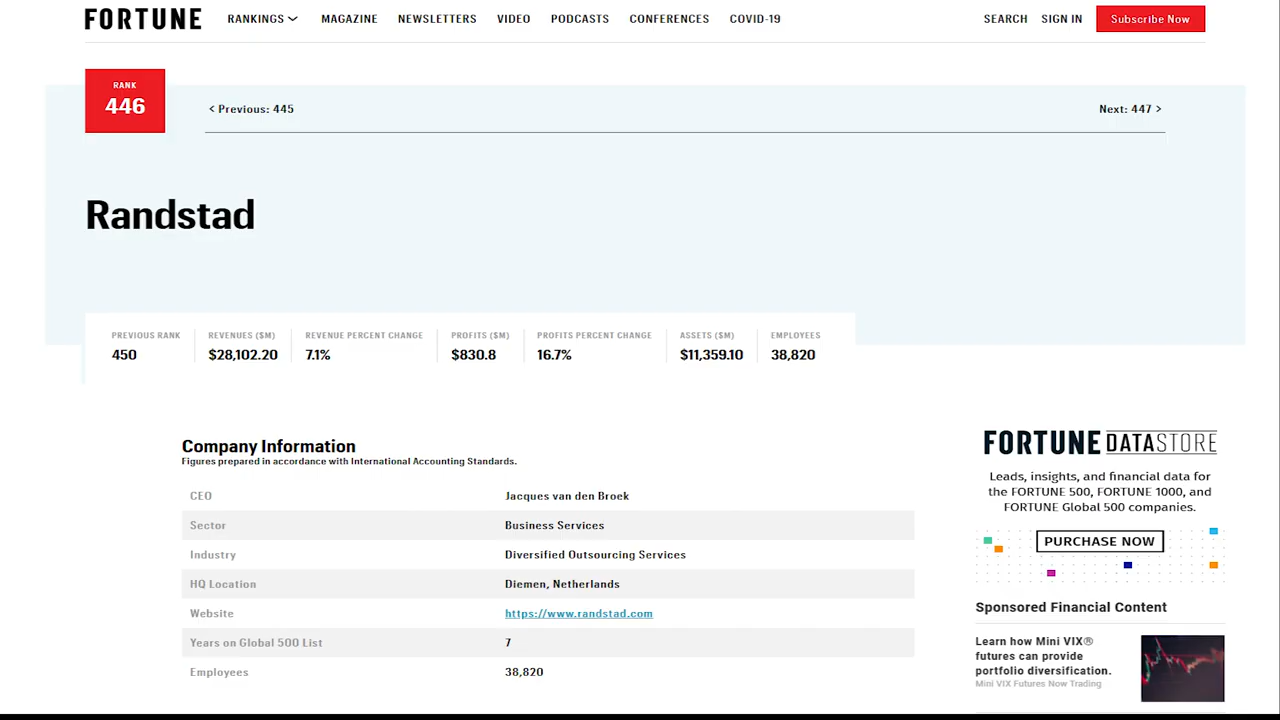 FORTUNE RANKINGS MAGAZINE NEWSLETTERS VIDEO PODCASTS CONFERENCES COVID-19 SEARCH SIGN IN Subscribe Now
RANK
446
< Previous: 445 Next: 447 >
Randstad
PREVIOUS RANK REVENUES ($M) REVENUE PERCENT CHANGE PROFITS ($M) PROFITS PERCENT CHANGE ASSETS ($M) EMPLOYEES
450 $28,102.20 7.1% $830.8 16.7% $11,359.10 38,820
Company Information
Figures prepared in accordance with International Accounting Standards.
CEO Jacques van den Broek
Sector Business Services
Industry Diversified Outsourcing Services
HQ Location Diemen, Netherlands
Website https://www.randstad.com
Years on Global 500 List 7
Employees 38,820
FORTUNE DATASTORE
Leads, insights, and financial data for
the FORTUNE 500, FORTUNE 1000, and
FORTUNE Global 500 companies.
PURCHASE NOW
Sponsored Financial Content
Learn how Mini VIX®
futures can provide
portfolio diversification.
Mini VIX Futures Now Trading